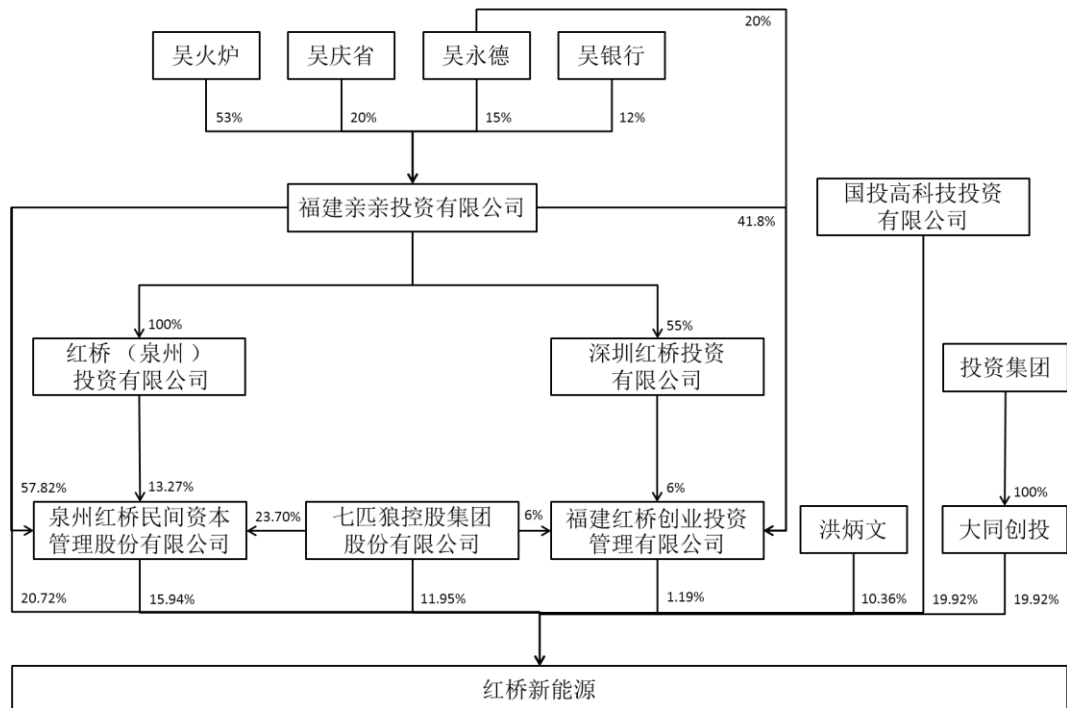 20%
吴火炉
吴庆省
吴永德
吴银行
53%
20%
15%
12%
福建亲亲投资有限公司
国投高科技投资
有限公司
41.8%
100%
55%
红桥（泉州）
投资有限公司
深圳红桥投资
有限公司
投资集团
57.82%
13.27%
6%
100%
泉州红桥民间资本
管理股份有限公司
23.70%
七匹狼控股集团
股份有限公司
6%
福建红桥创业投资
管理有限公司
洪炳文
大同创投
20.72%
15.94%
11.95%
1.19%
10.36%
19.92%
19.92%
红桥新能源